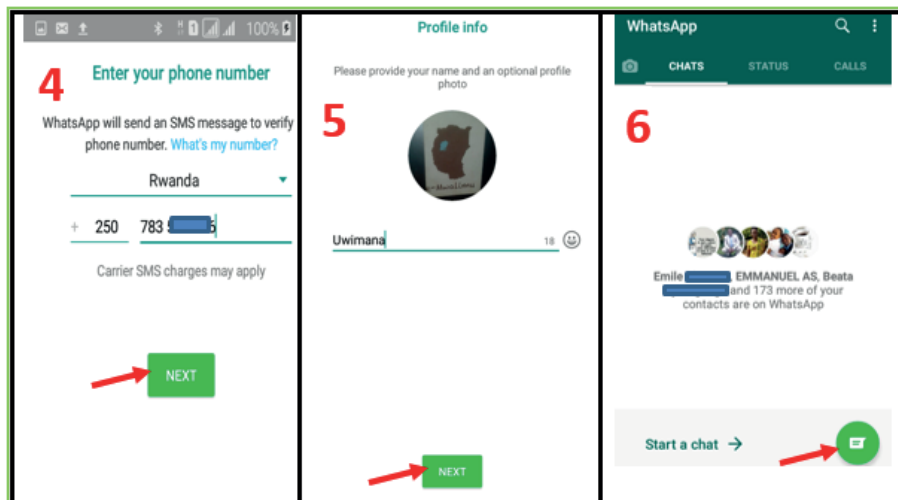 100%
4
Enter your phone number
WhatsApp will send an SMS message to verify
phone number. What's my number?
Rwanda
+ 250 783 5 6
Carrier SMS charges may apply
NEXT
Profile info
Please provide your name and an optional profile
photo
5
Uwimana 18
NEXT
WhatsApp
CHATS STATUS CALLS
6
Emile , EMMANUEL AS, Beata
and 173 more of your
contacts are on WhatsApp
Start a chat →